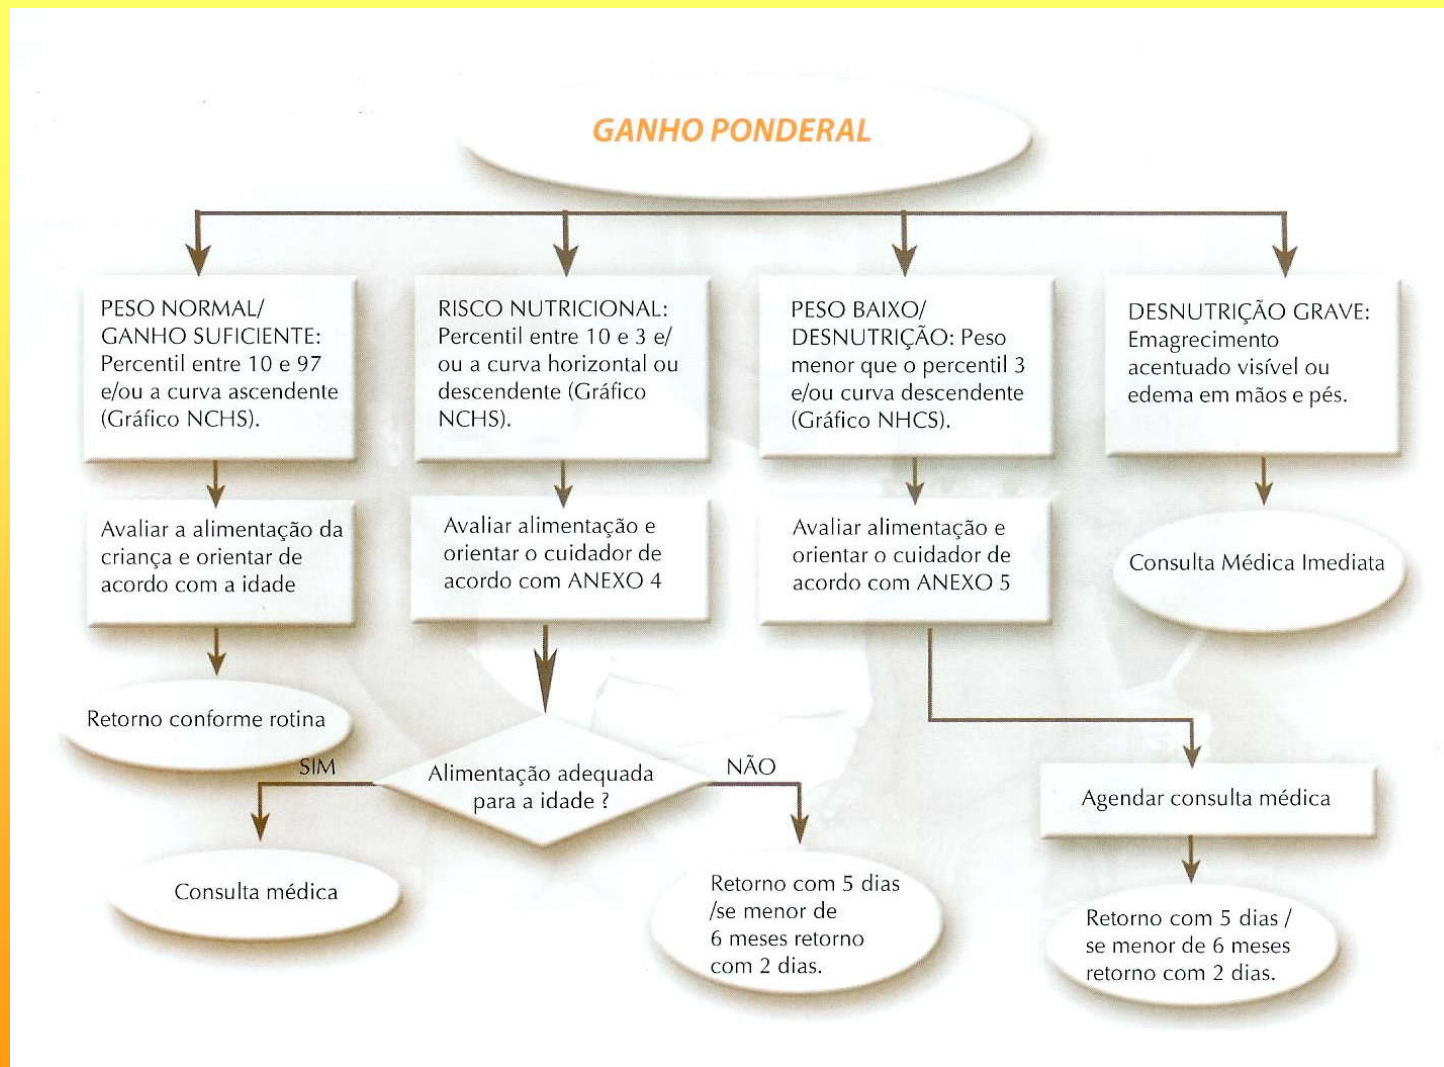 GANHO PONDERAL
PESO NORMAL/
GANHO SUFICIENTE:
Percentil entre 10 e 97
e/ou a curva ascendente
(Gráfico NCHS).
RISCO NUTRICIONAL:
Percentil entre 10 e 3 e/
ou a curva horizontal ou
descendente (Gráfico
NCHS).
PESO BAIXO/
DESNUTRIÇÃO: Peso
menor que o percentil 3
e/ou curva descendente
(Gráfico NHCS).
DESNUTRIÇÃO GRAVE:
Emagrecimento
acentuado visível ou
edema em mãos e pés.
Avaliar a alimentação da
criança e orientar de
acordo com a idade
Avaliar alimentação e
orientar o cuidador de
acordo com ANEXO 4
Avaliar alimentação e
orientar o cuidador de
acordo com ANEXO 5
Consulta Médica Imediata
Retorno conforme rotina
SIM
Alimentação adequada
para a idade ?
NÃO
Agendar consulta médica
Consulta médica
Retorno com 5 dias
/se menor de
6 meses retorno
com 2 dias.
Retorno com 5 dias /
se menor de 6 meses
retorno com 2 dias.